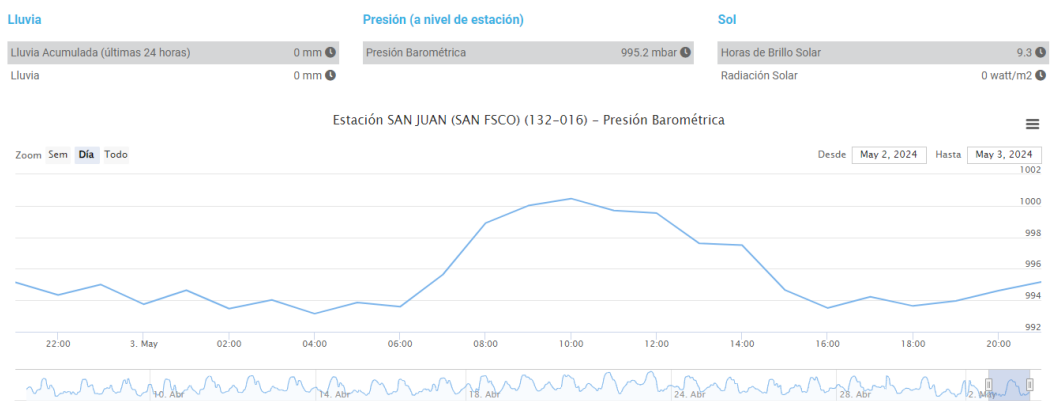 Lluvia
Lluvia Acumulada (últimas 24 horas) 0 mm
Lluvia 0 mm
Presión (a nivel de estación)
Presión Barométrica 995.2 mbar
Sol
Horas de Brillo Solar 9.3
Radiación Solar 0 watt/m2
Estación SAN JUAN (SAN FSCO) (132-016) - Presión Barométrica
Zoom Sem Día Todo
Desde May 2, 2024 Hasta May 3, 2024
1002
1000
998
996
994
992
22:00 3. May 02:00 04:00 06:00 08:00 10:00 12:00 14:00 16:00 18:00 20:00
10. Abr 14. Abr 18. Abr 24. Abr 28. Abr 2. May